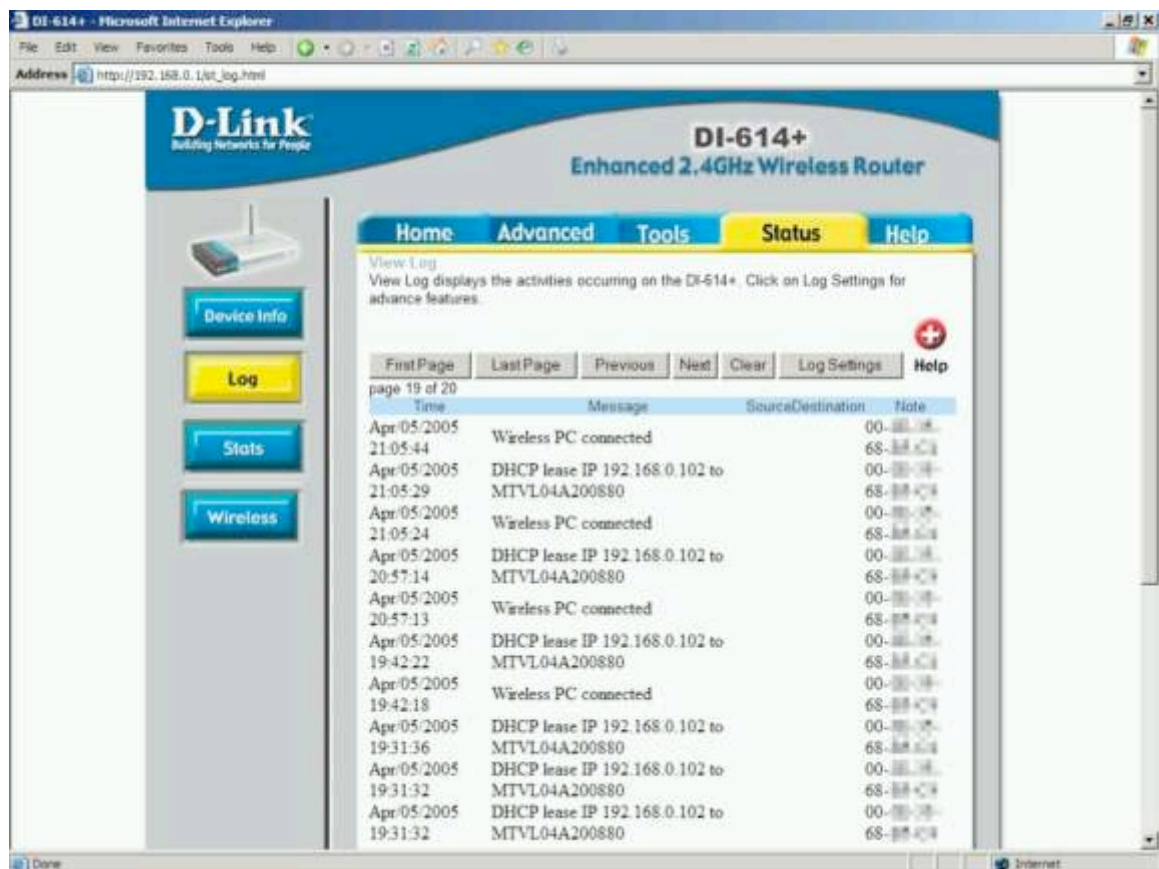 DI-614+ - Microsoft Internet Explorer
File Edit View Favorites Tools Help
Address http://192.168.0.1/st_log.html
D-Link
Building Networks for People
DI-614+
Enhanced 2.4GHz Wireless Router
Home Advanced Tools Status Help
Device Info
Log
Stats
Wireless
View Log
View Log displays the activities occurring on the DI-614+. Click on Log Settings for
advance features.
Help
First Page Last Page Previous Next Clear Log Settings
page 19 of 20
Time Message Source Destination Note
Apr/05/2005 00-
21:05:44 Wireless PC connected 68-
Apr/05/2005 DHCP lease IP 192.168.0.102 to 00-
21:05:29 MTVL04A200880 68-
Apr/05/2005 00-
21:05:24 Wireless PC connected 68-
Apr/05/2005 DHCP lease IP 192.168.0.102 to 00-
20:57:14 MTVL04A200880 68-
Apr/05/2005 00-
20:57:13 Wireless PC connected 68-
Apr/05/2005 DHCP lease IP 192.168.0.102 to 00-
19:42:22 MTVL04A200880 68-
Apr/05/2005 00-
19:42:18 Wireless PC connected 68-
Apr/05/2005 DHCP lease IP 192.168.0.102 to 00-
19:31:36 MTVL04A200880 68-
Apr/05/2005 DHCP lease IP 192.168.0.102 to 00-
19:31:32 MTVL04A200880 68-
Apr/05/2005 DHCP lease IP 192.168.0.102 to 00-
19:31:32 MTVL04A200880 68-
Done Internet